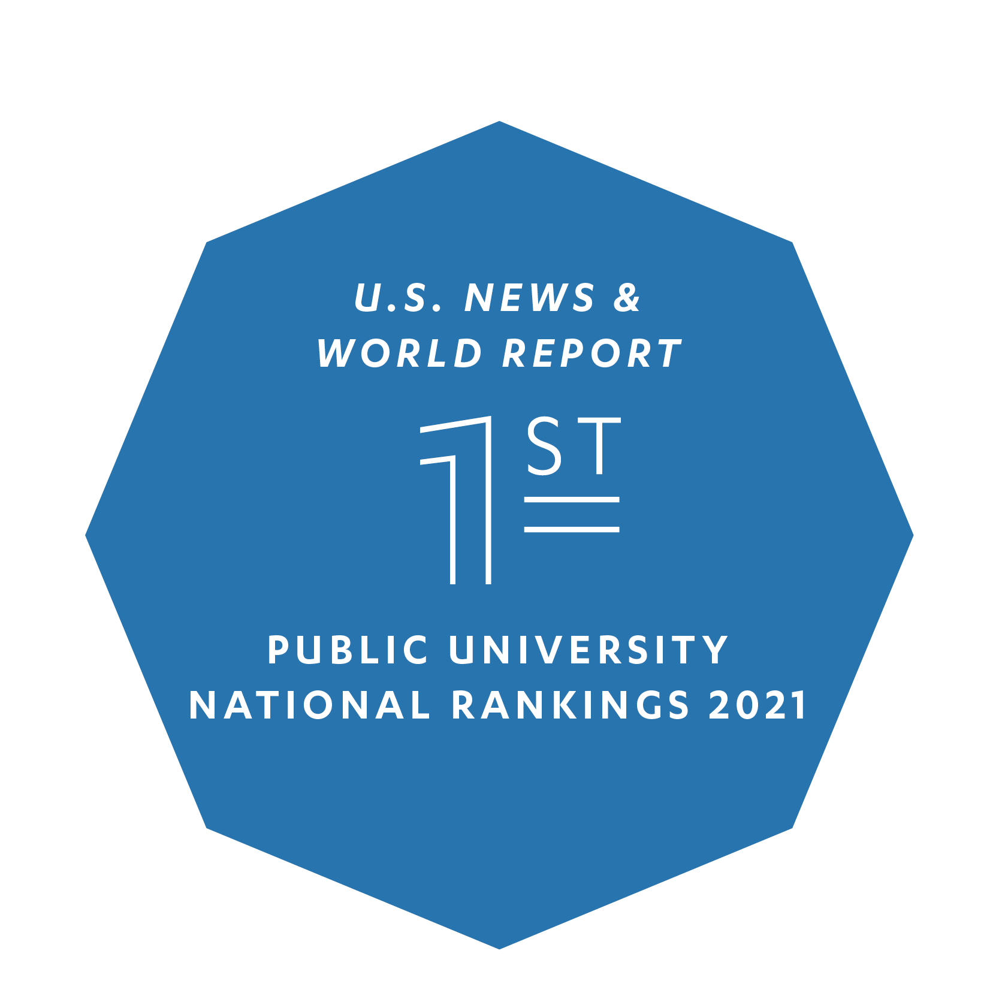 U.S. NEWS &
WORLD REPORT
1ST
PUBLIC UNIVERSITY
NATIONAL RANKINGS 2021